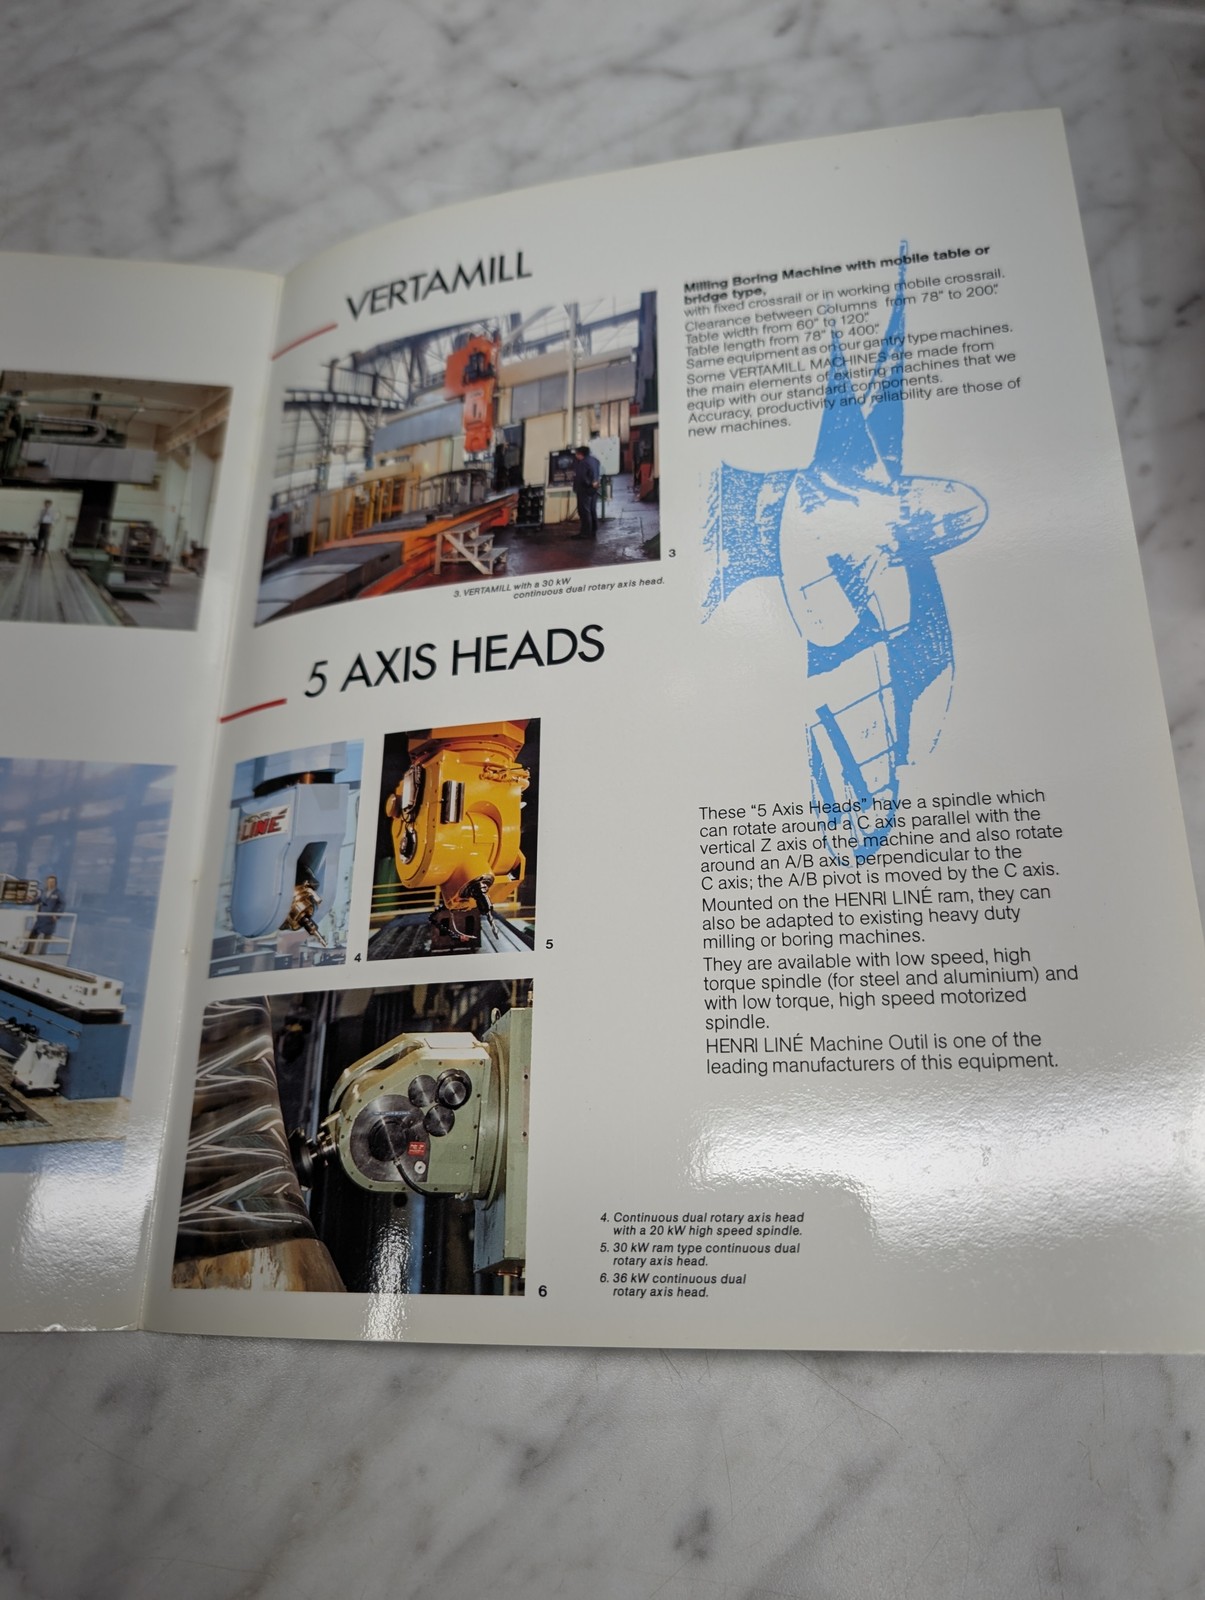 VERTAMILL
Milling Boring Machine with mobile table or
bridge type,
with fixed crossrail or in working mobile crossrail.
Clearance between Columns from 78" to 200".
Table width from 60" to 120".
Table length from 78" to 400".
Same equipment as on our gantry type machines.
Some VERTAMILL MACHINES are made from
the main elements of existing machines that we
equip with our standard components.
Accuracy, productivity and reliability are those of
new machines.
3
3. VERTAMILL with a 30 kW
continuous dual rotary axis head.
5 AXIS HEADS
LINÉ
4
5
6
These “5 Axis Heads” have a spindle which
can rotate around a C axis parallel with the
vertical Z axis of the machine and also rotate
around an A/B axis perpendicular to the
C axis; the A/B pivot is moved by the C axis.
Mounted on the HENRI LINÉ ram, they can
also be adapted to existing heavy duty
milling or boring machines.
They are available with low speed, high
torque spindle (for steel and aluminium) and
with low torque, high speed motorized
spindle.
HENRI LINÉ Machine Outil is one of the
leading manufacturers of this equipment.
4. Continuous dual rotary axis head
with a 20 kW high speed spindle.
5. 30 kW ram type continuous dual
rotary axis head.
6. 36 kW continuous dual
rotary axis head.